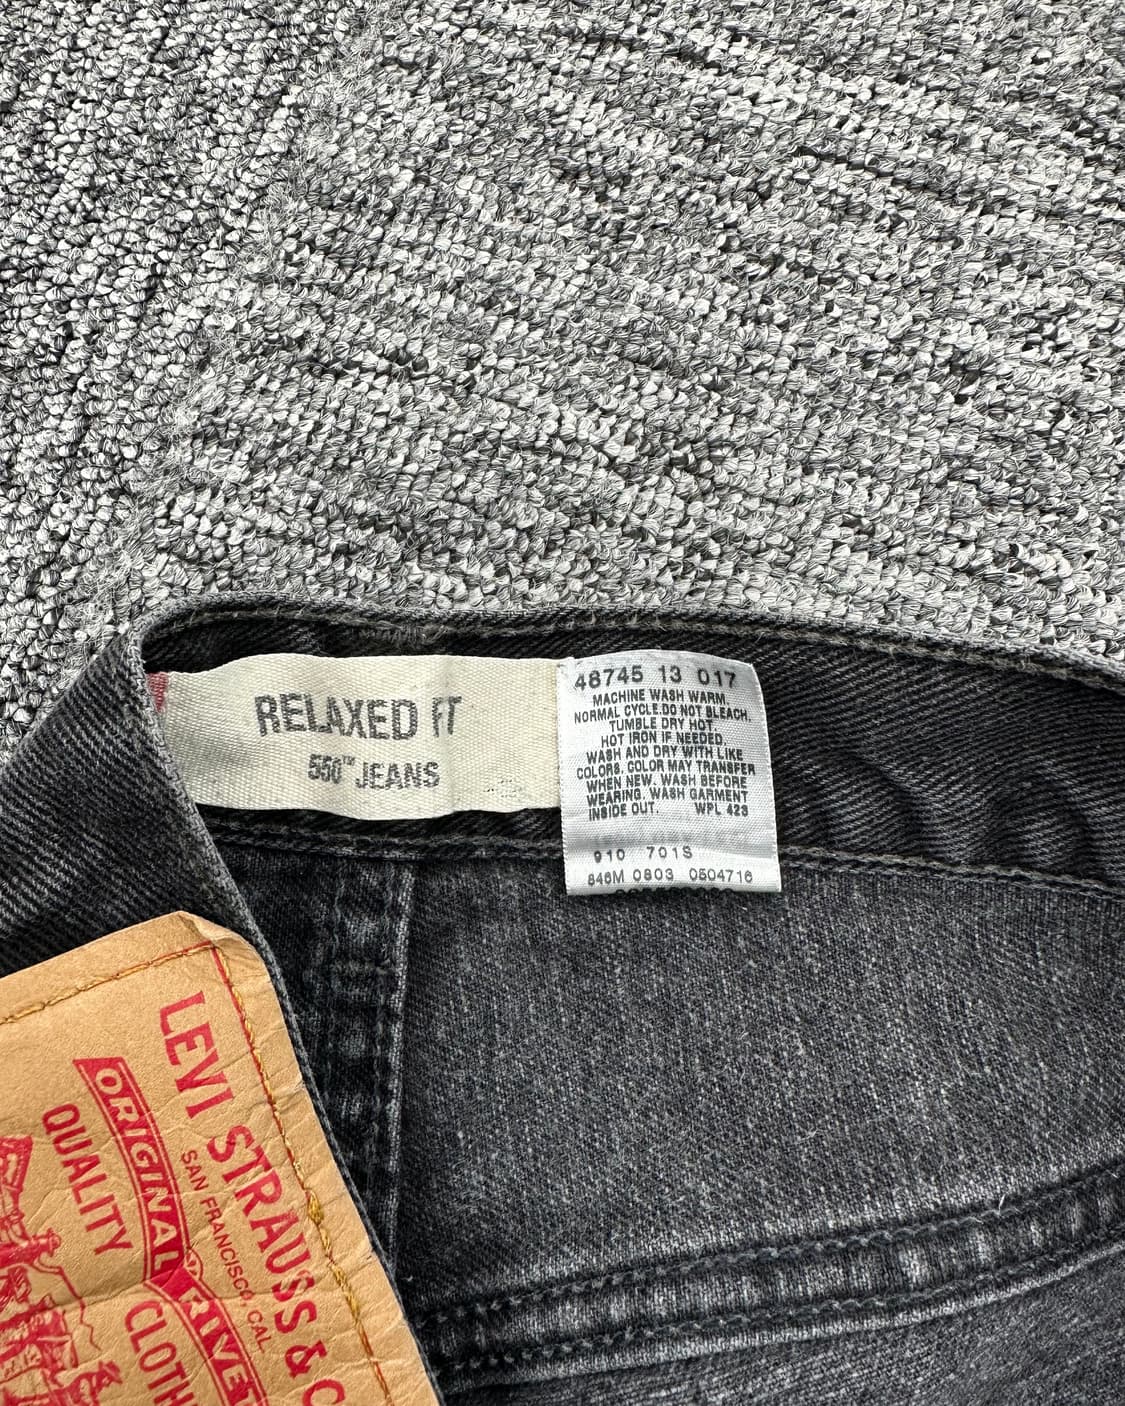 RELAXED FIT
550™ JEANS
48745 13 017
MACHINE WASH WARM
NORMAL CYCLE.DO NOT BLEACH.
TUMBLE DRY HOT
HOT IRON IF NEEDED.
WASH AND DRY WITH LIKE
COLORS. COLOR MAY TRANSFER
WHEN NEW. WASH BEFORE
WEARING. WASH GARMENT
INSIDE OUT. WPL 423
910 701S
846M 0803 0504716
LEVI STRAUSS & C
SAN FRANCISCO, CAL
ORIGINAL RIVE
QUALITY CLOTH